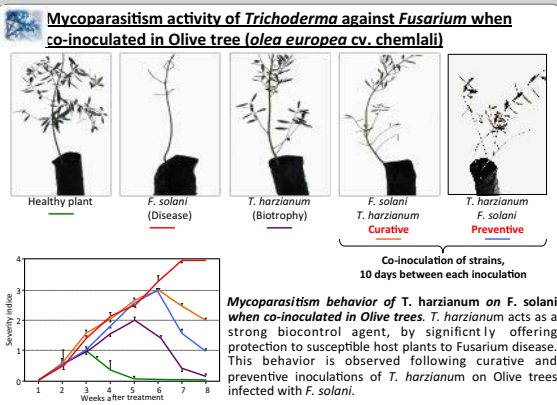 Mycoparasitism activity of Trichoderma against Fusarium when
co-inoculated in Olive tree (olea europea cv. chemlali)
Healthy plant
F. solani
(Disease)
T. harzianum
(Biotrophy)
F. solani
T. harzianum
Curative
T. harzianum
F. solani
Preventive
Co-inoculation of strains,
10 days between each inoculation
Severity indice
4
3
2
1
0
1 2 3 4 5 6 7 8
Weeks after treatment
Mycoparasitism behavior of T. harzianum on F. solani
when co-inoculated in Olive trees. T. harzianum acts as a
strong biocontrol agent, by significntly offering
protection to susceptible host plants to Fusarium disease.
This behavior is observed following curative and
preventive inoculations of T. harzianum on Olive trees
infected with F. solani.